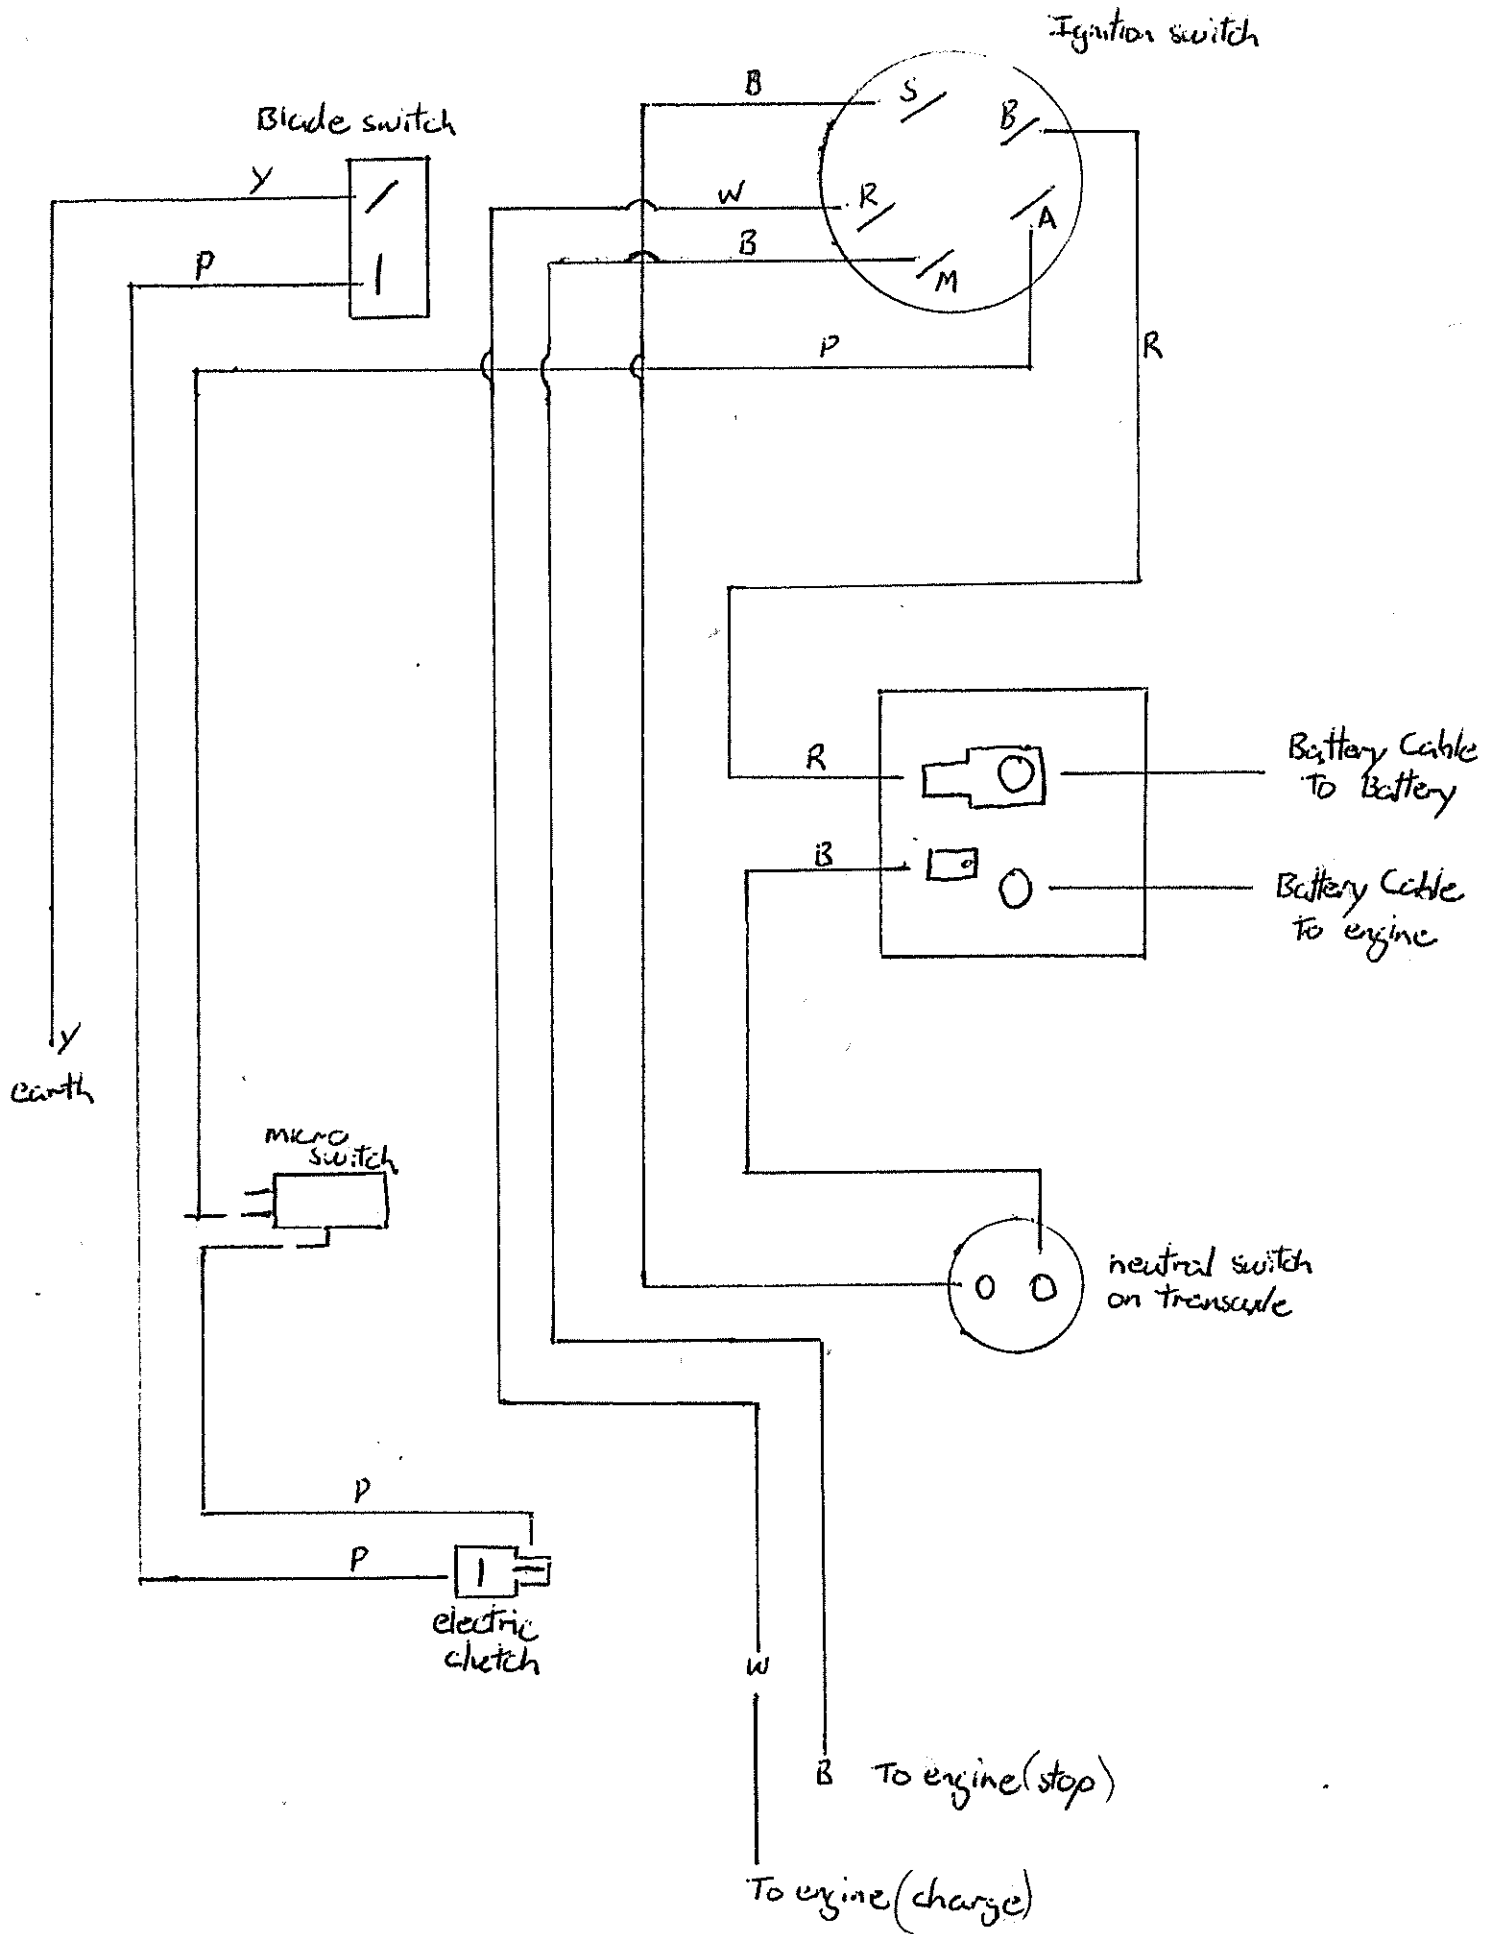 Ignition switch
B
S
B
Blade switch
Y
W
R
A
B
M
P
P
R
R
Battery Cable
To Battery
B
Battery Cable
To engine
Y
earth
micro
switch
neutral switch
on transaxle
P
P
electric
clutch
W
B To engine (stop)
To engine (charge)